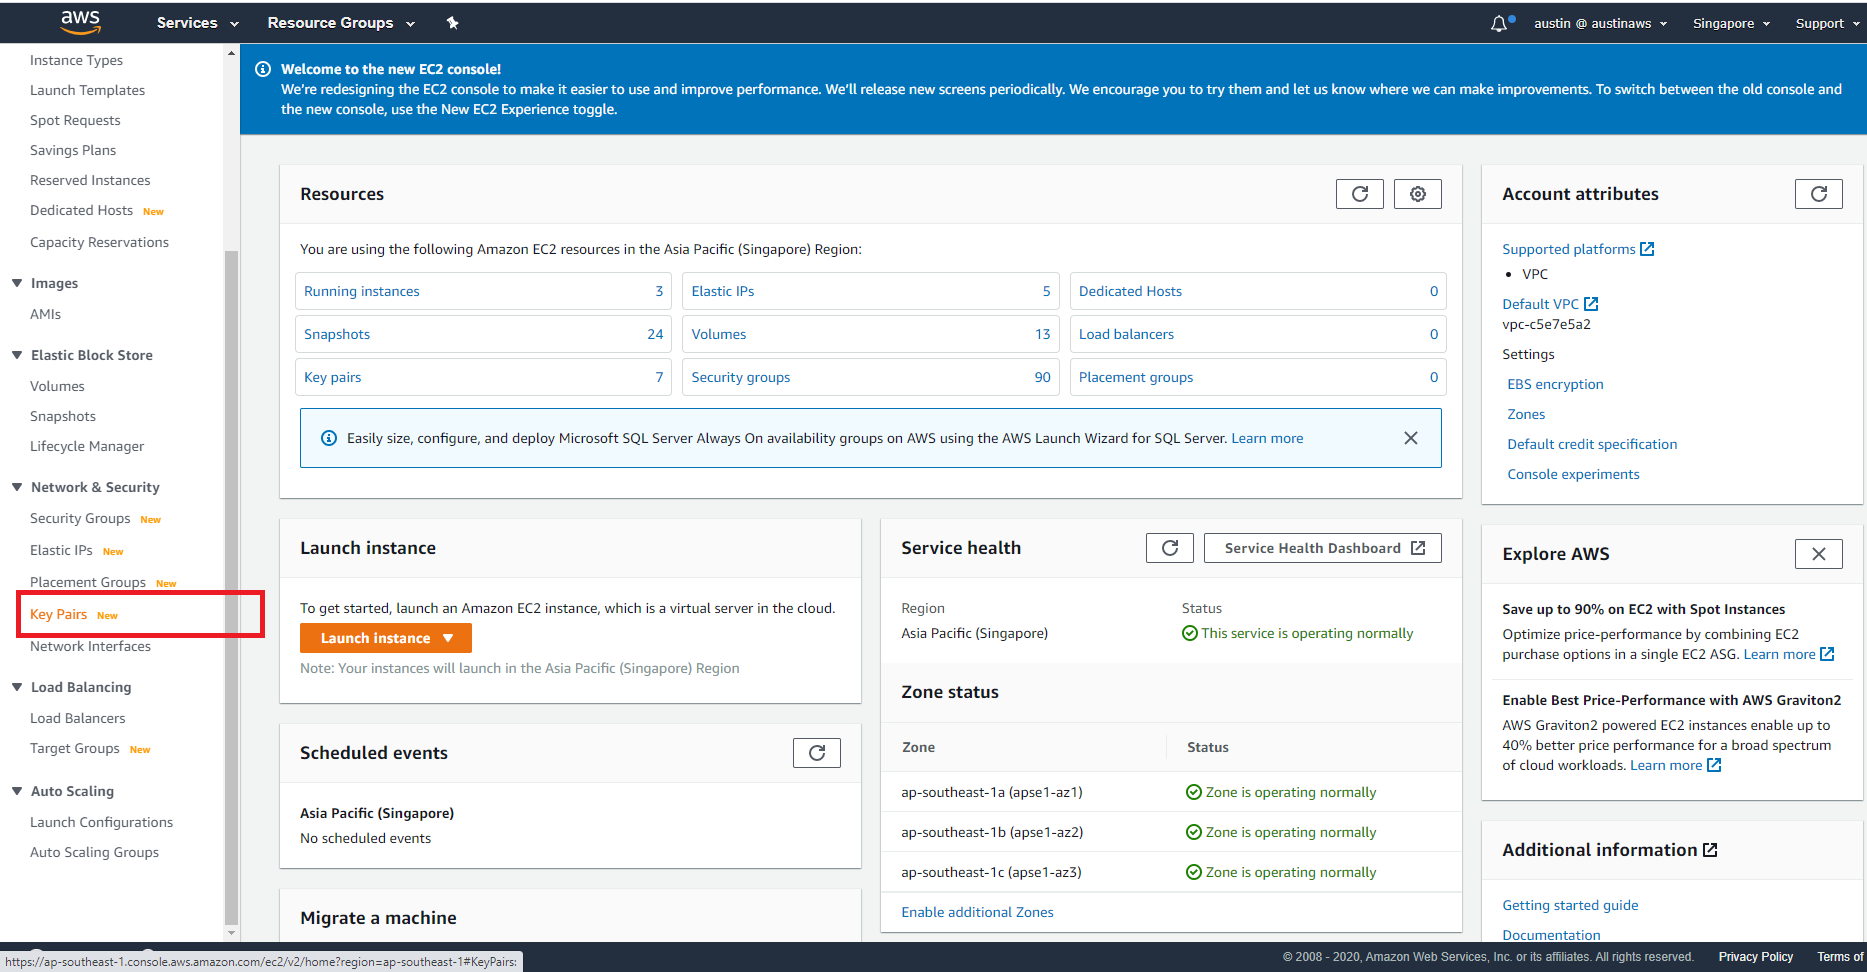 aws
Services
Resource Groups
austin @ austinaws
Singapore
Support
Instance Types
Launch Templates
Spot Requests
Savings Plans
Reserved Instances
Dedicated Hosts New
Capacity Reservations
Images
AMIs
Elastic Block Store
Volumes
Snapshots
Lifecycle Manager
Network & Security
Security Groups New
Elastic IPs New
Placement Groups New
Key Pairs New
Network Interfaces
Load Balancing
Load Balancers
Target Groups New
Auto Scaling
Launch Configurations
Auto Scaling Groups
Welcome to the new EC2 console!
We're redesigning the EC2 console to make it easier to use and improve performance. We'll release new screens periodically. We encourage you to try them and let us know where we can make improvements. To switch between the old console and
the new console, use the New EC2 Experience toggle.
Resources
You are using the following Amazon EC2 resources in the Asia Pacific (Singapore) Region:
Running instances 3
Elastic IPs 5
Dedicated Hosts 0
Snapshots 24
Volumes 13
Load balancers 0
Key pairs 7
Security groups 90
Placement groups 0
Easily size, configure, and deploy Microsoft SQL Server Always On availability groups on AWS using the AWS Launch Wizard for SQL Server. Learn more
Launch instance
To get started, launch an Amazon EC2 instance, which is a virtual server in the cloud.
Launch instance
Note: Your instances will launch in the Asia Pacific (Singapore) Region
Scheduled events
Asia Pacific (Singapore)
No scheduled events
Migrate a machine
Service health
Service Health Dashboard
Region Status
Asia Pacific (Singapore) This service is operating normally
Zone status
Zone Status
ap-southeast-1a (apse1-az1) Zone is operating normally
ap-southeast-1b (apse1-az2) Zone is operating normally
ap-southeast-1c (apse1-az3) Zone is operating normally
Enable additional Zones
Account attributes
Supported platforms
• VPC
Default VPC
vpc-c5e7e5a2
Settings
EBS encryption
Zones
Default credit specification
Console experiments
Explore AWS
Save up to 90% on EC2 with Spot Instances
Optimize price-performance by combining EC2
purchase options in a single EC2 ASG. Learn more
Enable Best Price-Performance with AWS Graviton2
AWS Graviton2 powered EC2 instances enable up to
40% better price performance for a broad spectrum
of cloud workloads. Learn more
Additional information
Getting started guide
Documentation
https://ap-southeast-1.console.aws.amazon.com/ec2/v2/home?region=ap-southeast-1#KeyPairs:
© 2008 - 2020, Amazon Web Services, Inc. or its affiliates. All rights reserved.
Privacy Policy
Terms of